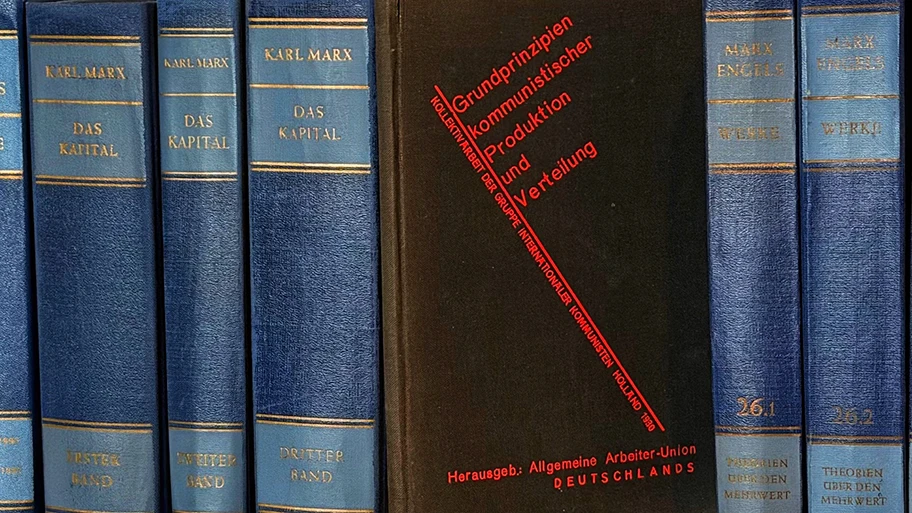 KARL MARX
DAS
KAPITAL
ERSTER
BAND
KARL MARX
DAS
KAPITAL
ZWEITER
BAND
KARL MARX
DAS
KAPITAL
DRITTER
BAND
Grundprinzipien
kommunistischer
Produktion
und
Verteilung
KOLLEKTIVARBEIT DER GRUPPE INTERNATIONALER KOMMUNISTEN HOLLAND 1930
Herausgeb.: Allgemeine Arbeiter-Union
DEUTSCHLANDS
MARX
ENGELS
WERKE
26.1
THEORIEN
ÜBER DEN
MEHRWERT
MARX
ENGELS
WERKE
26.2
THEORIEN
ÜBER DEN
MEHRWERT